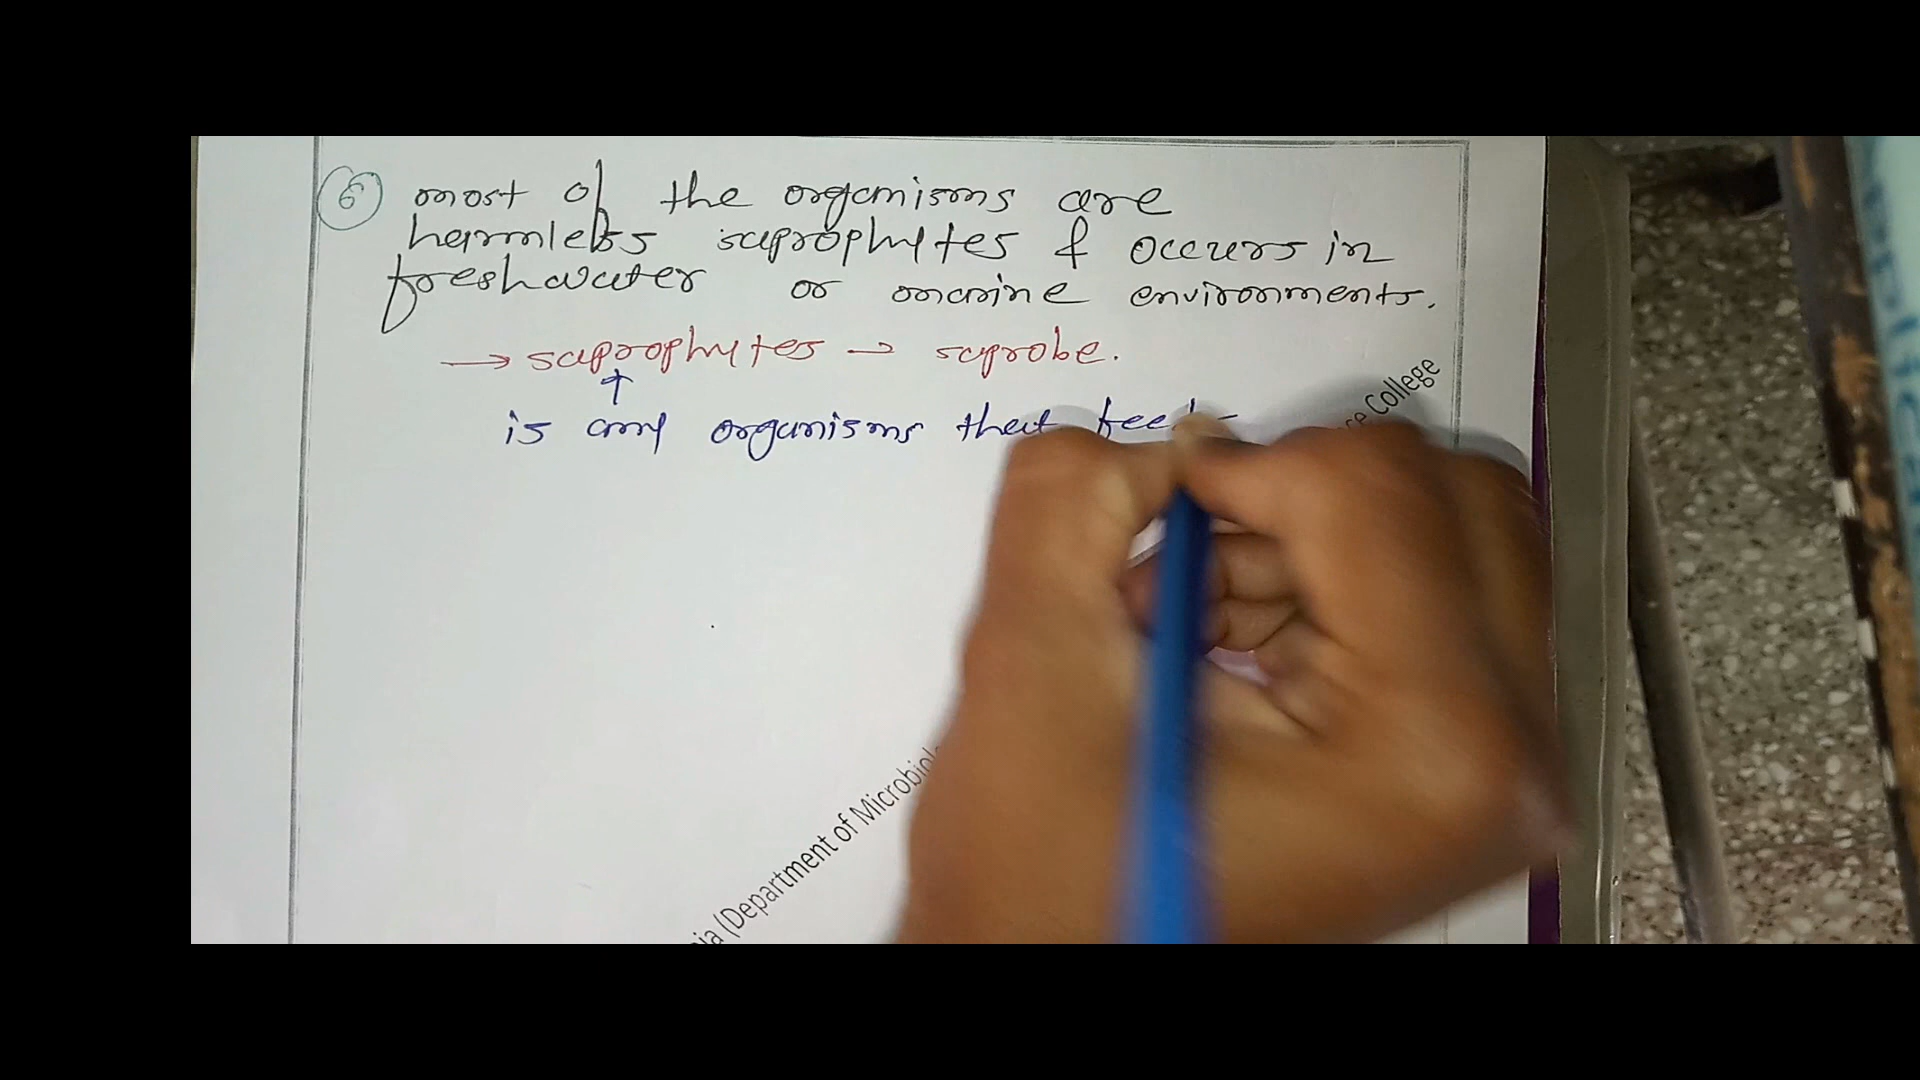 6 most of the organisms are
harmless saprophytes & occurs in
freshwater or marine environments.
→ saprophytes → saprobe.
↑
is any organisms that feed
College
(Department of